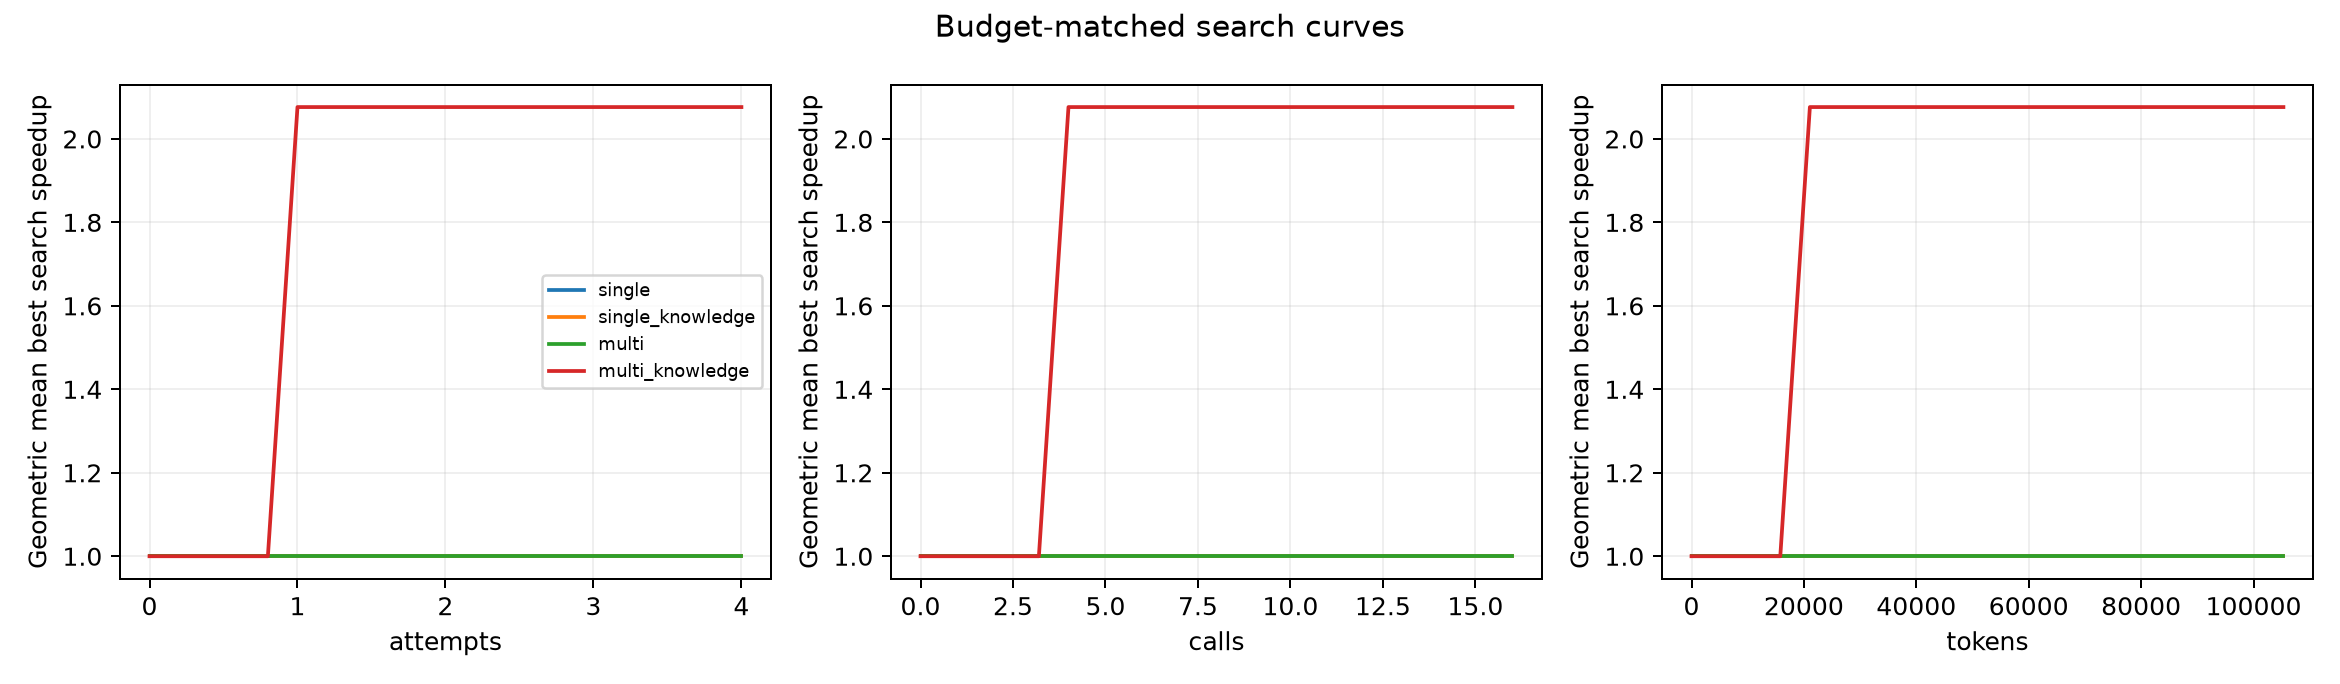 Budget-matched search curves
Geometric mean best search speedup
2.0
1.8
1.6
1.4
1.2
1.0
0 1 2 3 4
attempts
single
single_knowledge
multi
multi_knowledge
Geometric mean best search speedup
2.0
1.8
1.6
1.4
1.2
1.0
0.0 2.5 5.0 7.5 10.0 12.5 15.0
calls
Geometric mean best search speedup
2.0
1.8
1.6
1.4
1.2
1.0
0 20000 40000 60000 80000 100000
tokens